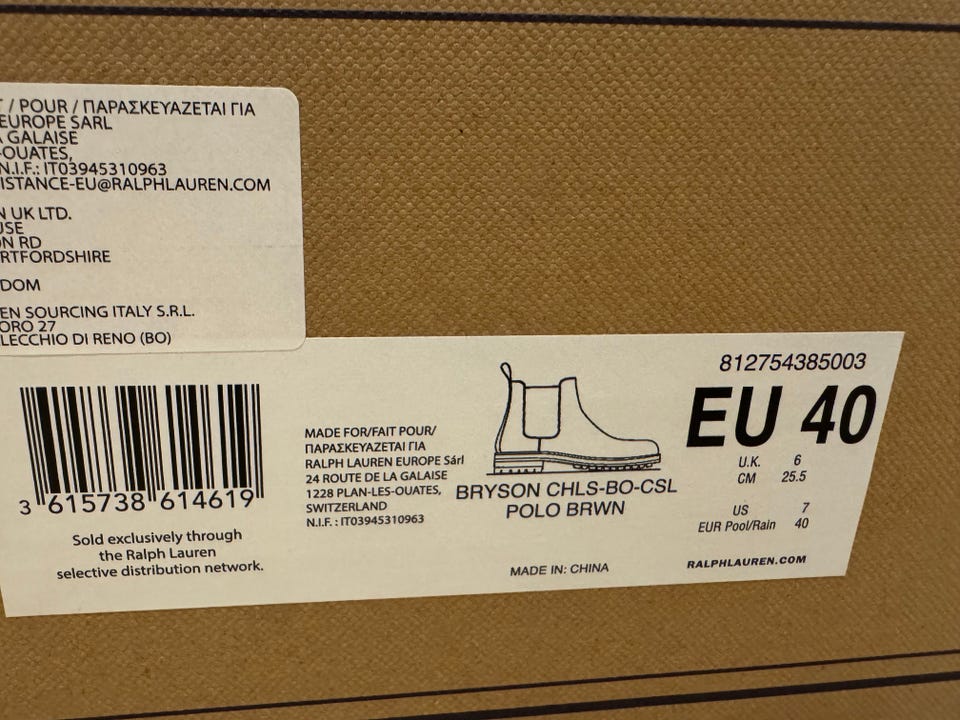 / POUR / ΠΑΡΑΣΚΕΥΑΖΕΤΑΙ ΓΙΑ
EUROPE SARL
GALAISE
-OUATES,
N.I.F.: IT03945310963
ISTANCE-EU@RALPHLAUREN.COM
N UK LTD.
USE
ON RD
RTFORDSHIRE
DOM
EN SOURCING ITALY S.R.L.
ORO 27
LECCHIO DI RENO (BO)
3 615738 614619
Sold exclusively through
the Ralph Lauren
selective distribution network.
MADE FOR/FAIT POUR/
ΠΑΡΑΣΚΕΥΑΖΕΤΑΙ ΓΙΑ
RALPH LAUREN EUROPE Sárl
24 ROUTE DE LA GALAISE
1228 PLAN-LES-OUATES,
SWITZERLAND
N.I.F. : IT03945310963
BRYSON CHLS-BO-CSL
POLO BRWN
MADE IN: CHINA
812754385003
EU 40
U.K. 6
CM 25.5
US 7
EUR Pool/Rain 40
RALPHLAUREN.COM